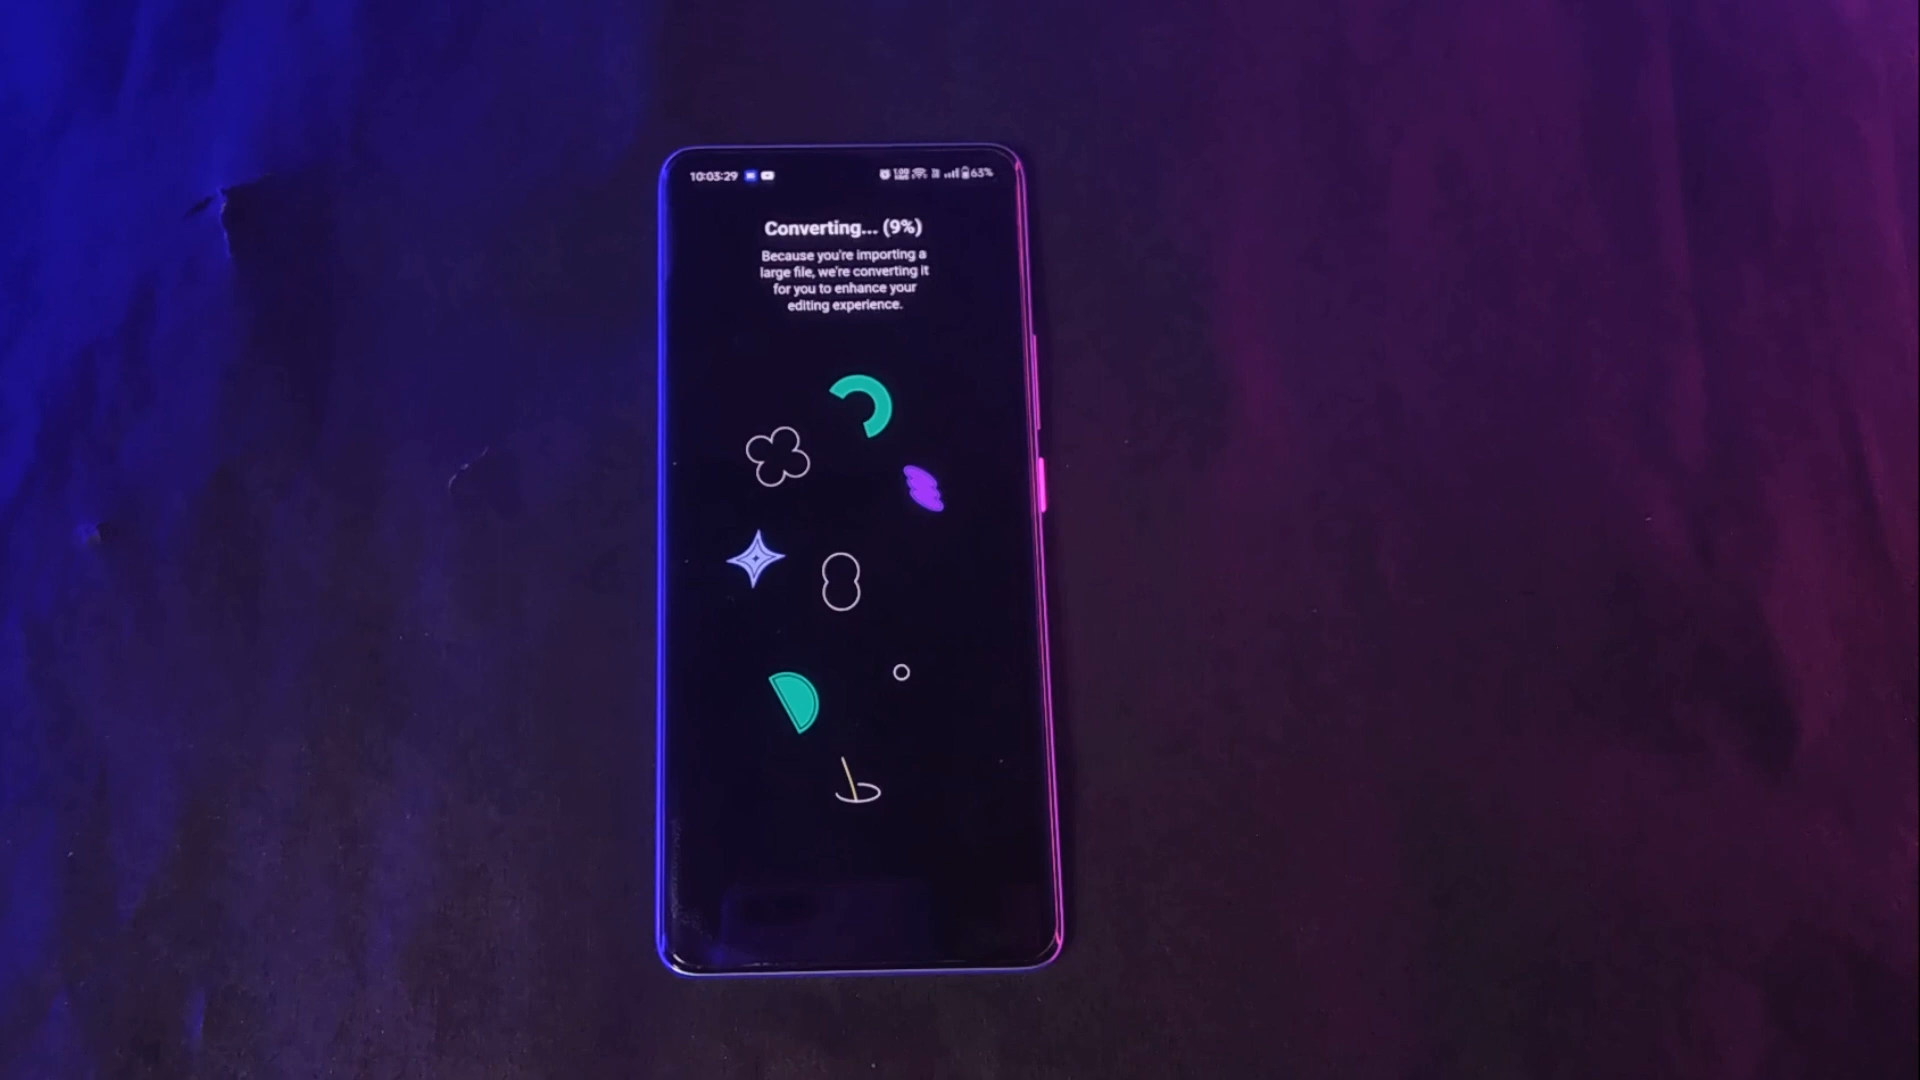 10:03:29 63%
Converting... (9%)
Because you're importing a
large file, we're converting it
for you to enhance your
editing experience.